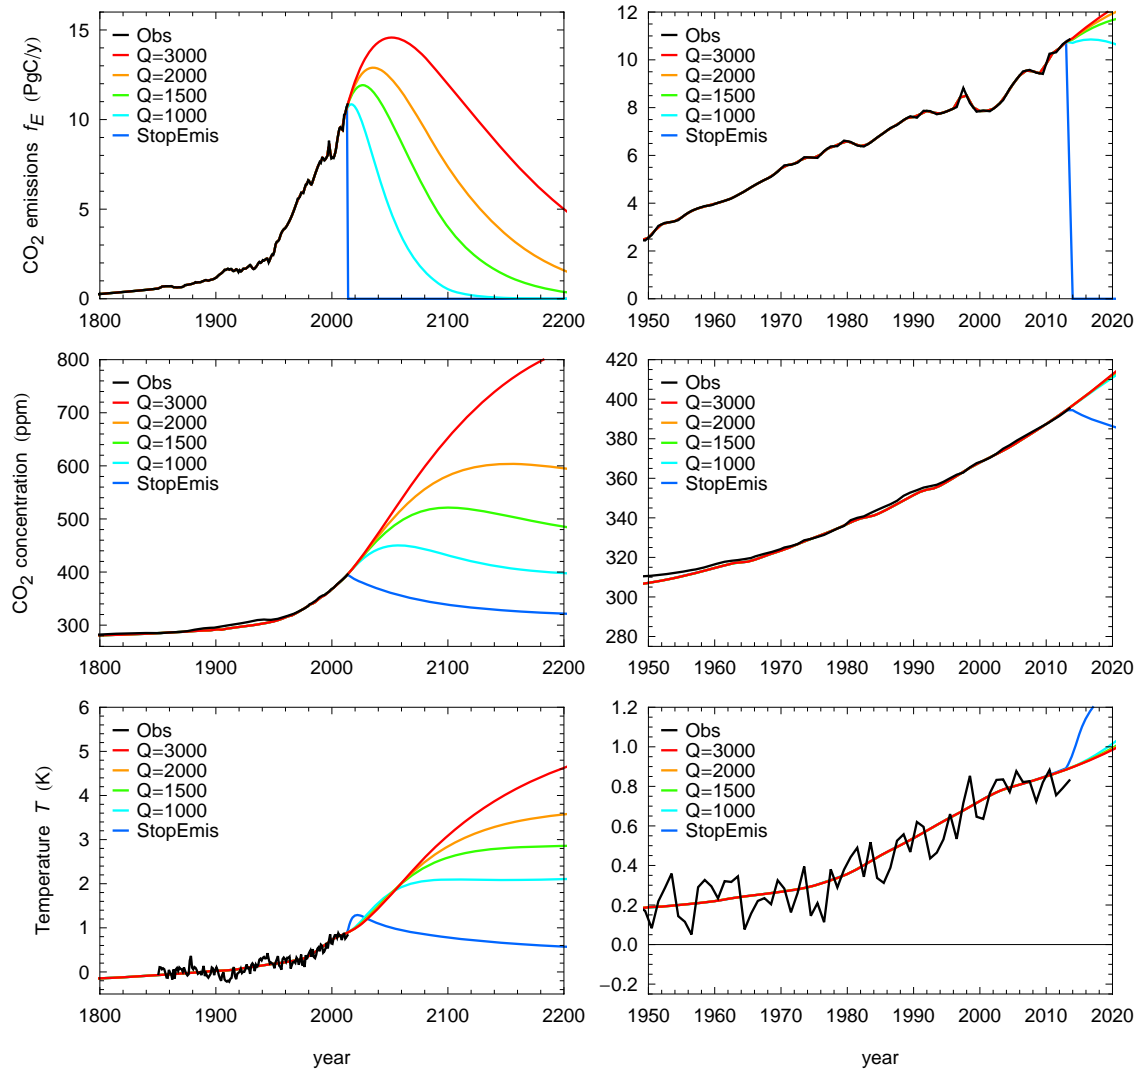 CO2 emissions fE (PgC/y)
15
10
5
0
Obs
Q=3000
Q=2000
Q=1500
Q=1000
StopEmis
1800 1900 2000 2100 2200
12
10
8
6
4
2
0
Obs
Q=3000
Q=2000
Q=1500
Q=1000
StopEmis
1950 1960 1970 1980 1990 2000 2010 2020
CO2 concentration (ppm)
800
700
600
500
400
300
Obs
Q=3000
Q=2000
Q=1500
Q=1000
StopEmis
1800 1900 2000 2100 2200
420
400
380
360
340
320
300
280
Obs
Q=3000
Q=2000
Q=1500
Q=1000
StopEmis
1950 1960 1970 1980 1990 2000 2010 2020
Temperature T (K)
6
5
4
3
2
1
0
Obs
Q=3000
Q=2000
Q=1500
Q=1000
StopEmis
1800 1900 2000 2100 2200
year
1.2
1.0
0.8
0.6
0.4
0.2
0.0
−0.2
Obs
Q=3000
Q=2000
Q=1500
Q=1000
StopEmis
1950 1960 1970 1980 1990 2000 2010 2020
year